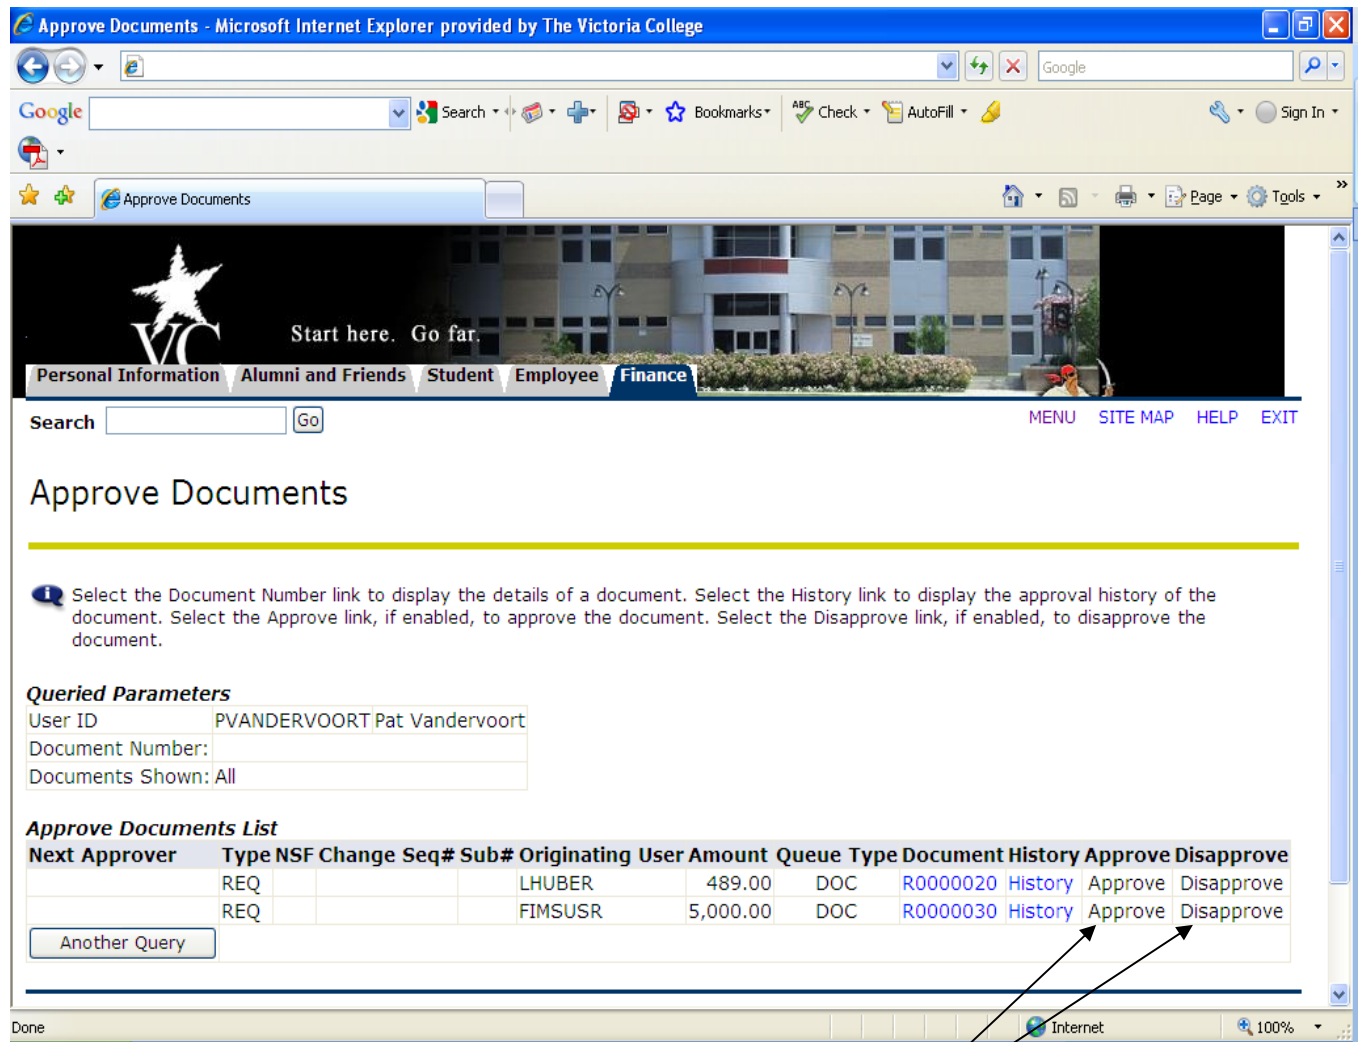 Approve Documents - Microsoft Internet Explorer provided by The Victoria College
Google
Google Search Bookmarks ABC Check AutoFill Sign In
Approve Documents Page Tools »
VC Start here. Go far.
Personal Information Alumni and Friends Student Employee Finance
Search Go MENU SITE MAP HELP EXIT
Approve Documents
Select the Document Number link to display the details of a document. Select the History link to display the approval history of the
document. Select the Approve link, if enabled, to approve the document. Select the Disapprove link, if enabled, to disapprove the
document.
Queried Parameters
User ID PVANDERVOORT Pat Vandervoort
Document Number:
Documents Shown: All
Approve Documents List
Next Approver Type NSF Change Seq# Sub# Originating User Amount Queue Type Document History Approve Disapprove
REQ LHUBER 489.00 DOC R0000020 History Approve Disapprove
REQ FIMSUSR 5,000.00 DOC R0000030 History Approve Disapprove
Another Query
Done Internet 100%